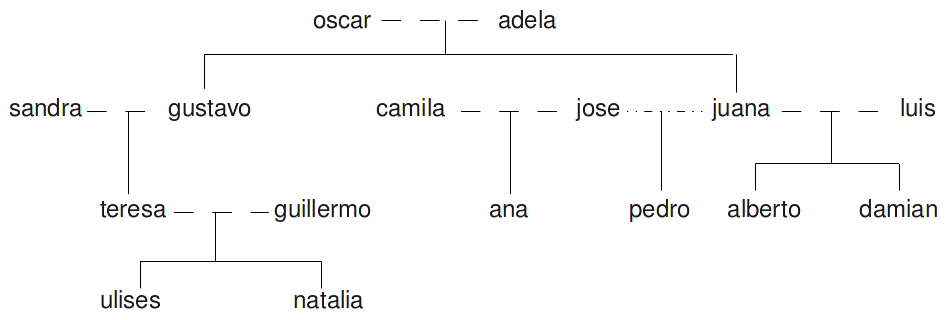 oscar adela
sandra gustavo camila jose juana luis
teresa guillermo ana pedro alberto damian
ulises natalia